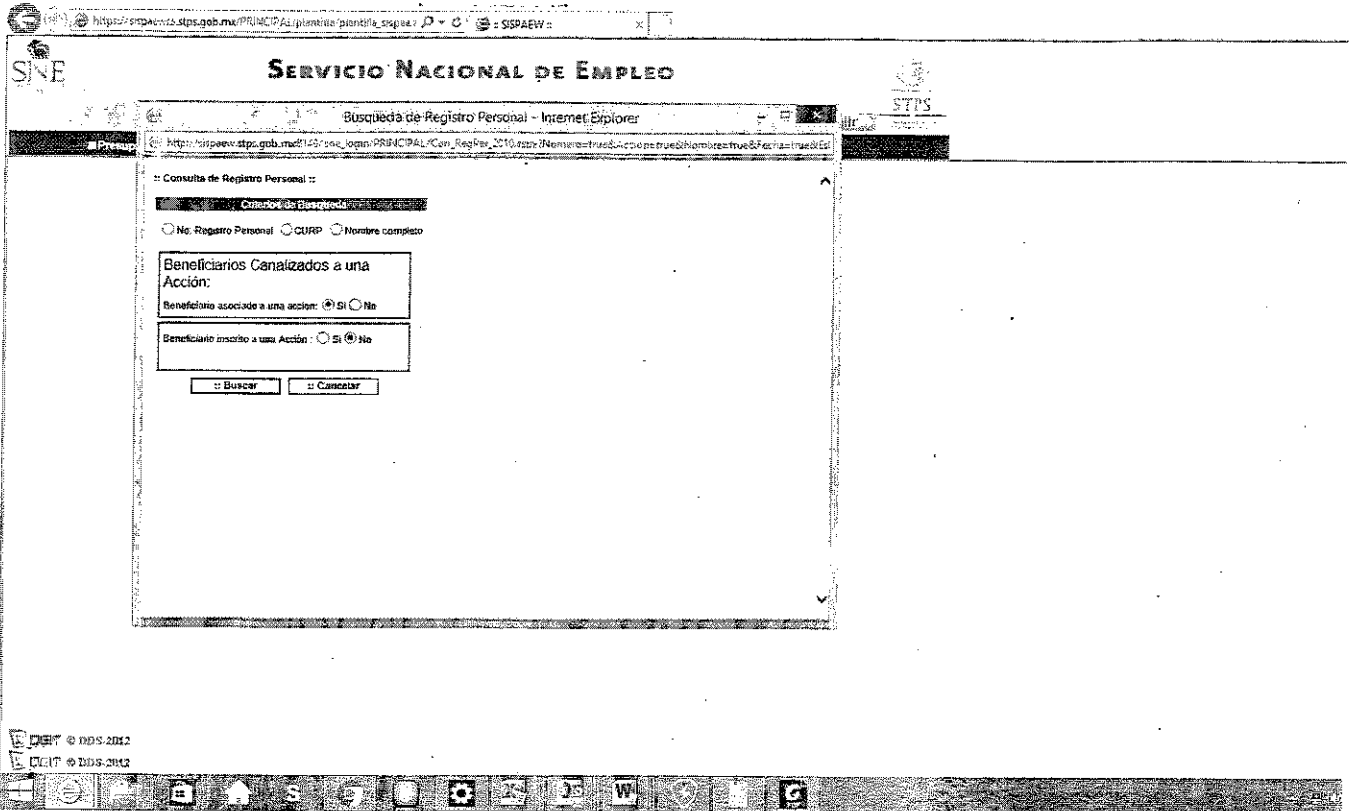 :: SISPAEW ::
SNE
SERVICIO NACIONAL DE EMPLEO
STPS
Búsqueda de Registro Personal - Internet Explorer
:: Consulta de Registro Personal ::
Criterios de Búsqueda
No. Registro Personal CURP Nombre completo
Beneficiarios Canalizados a una
Acción:
Beneficiario asociado a una accion: Si No
Beneficiario inscrito a una Acción : Si No
:: Buscar :: Cancelar
© DDS-2012
© DDS-2012